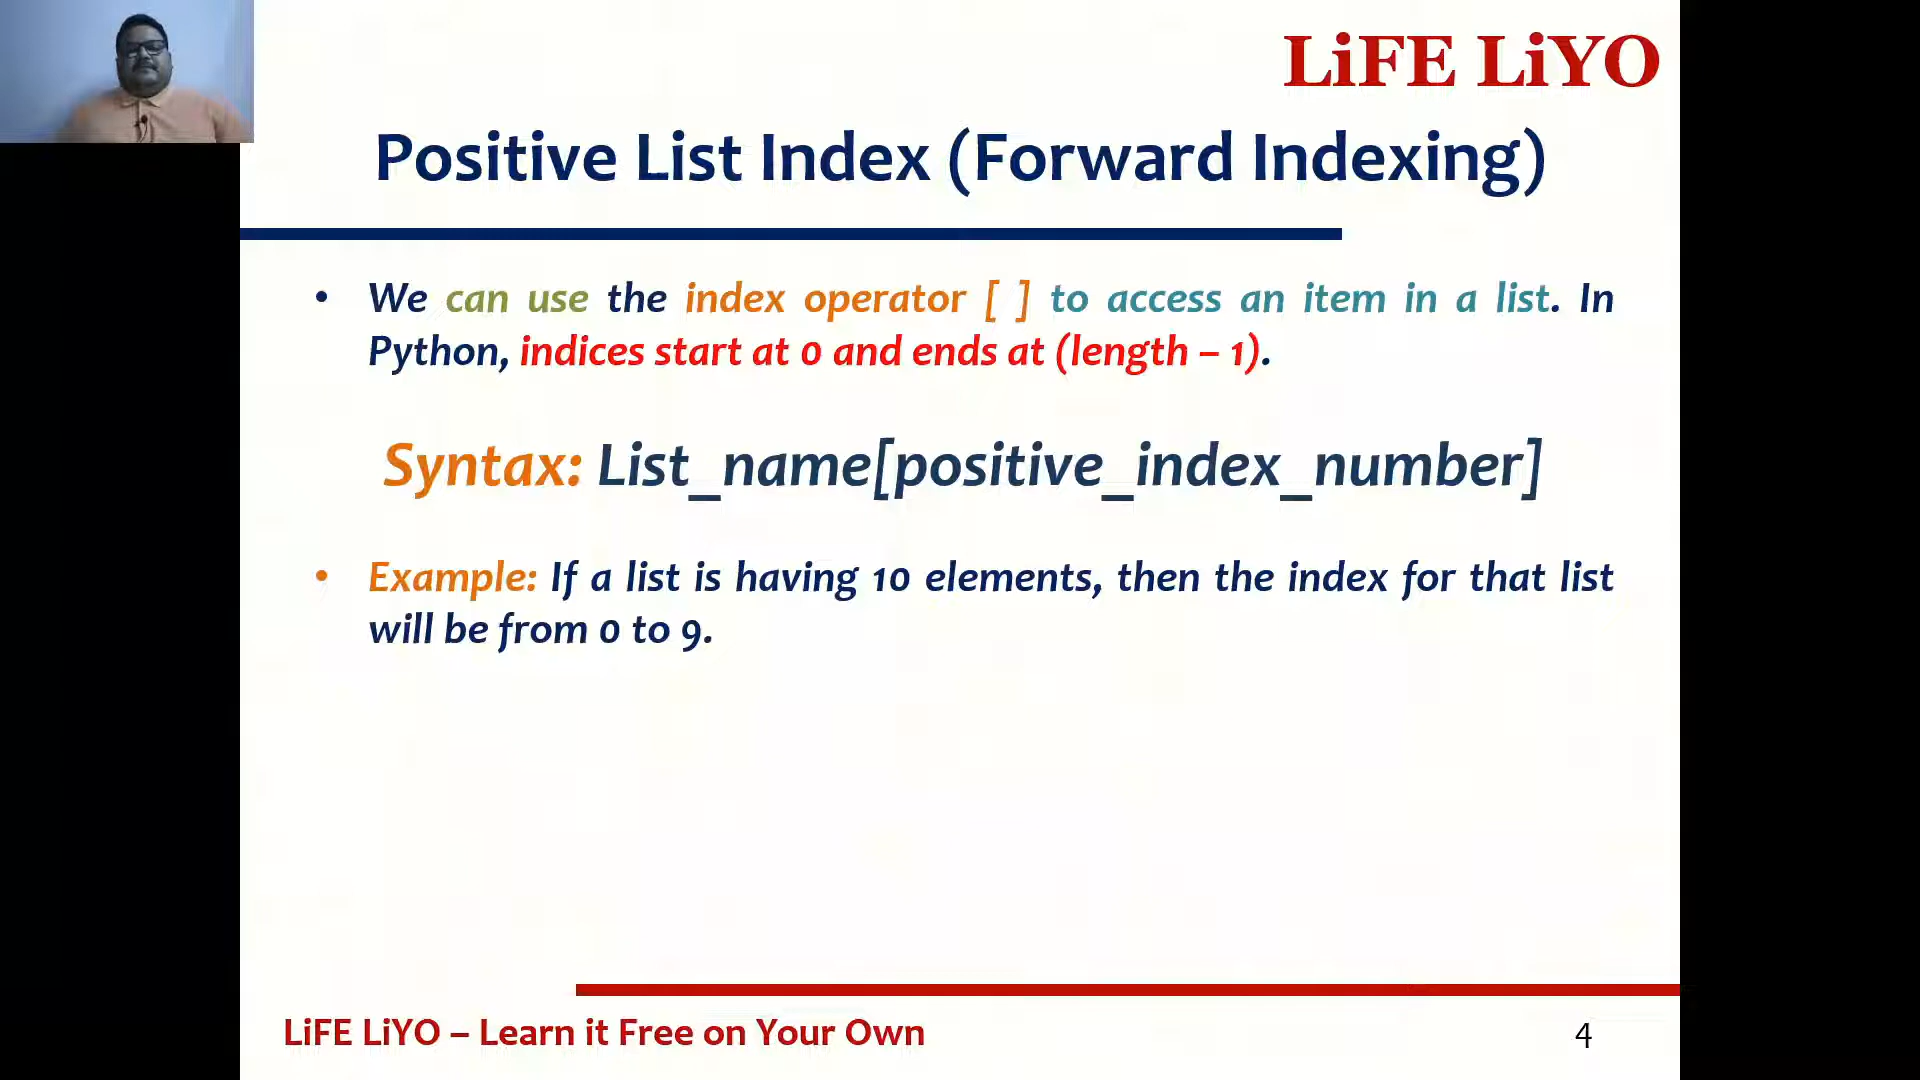 LiFE LiYO
Positive List Index (Forward Indexing)
• We can use the index operator [ ] to access an item in a list. In
Python, indices start at 0 and ends at (length – 1).
Syntax: List_name[positive_index_number]
• Example: If a list is having 10 elements, then the index for that list
will be from 0 to 9.
LiFE LiYO – Learn it Free on Your Own
4